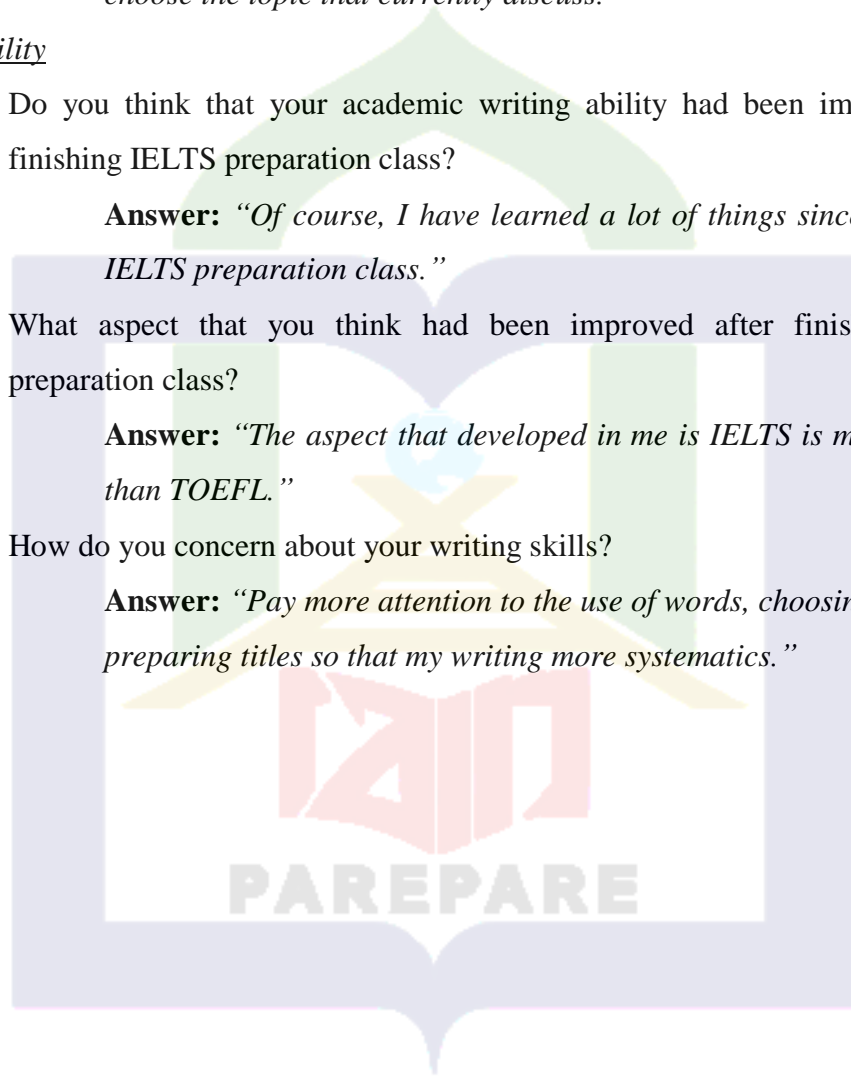 choose the topic that currently discuss.
ility
Do you think that your academic writing ability had been im
finishing IELTS preparation class?
Answer: “Of course, I have learned a lot of things since
IELTS preparation class.”
What aspect that you think had been improved after finis
preparation class?
Answer: “The aspect that developed in me is IELTS is m
than TOEFL.”
How do you concern about your writing skills?
Answer: “Pay more attention to the use of words, choosin
preparing titles so that my writing more systematics.”
PAREPARE